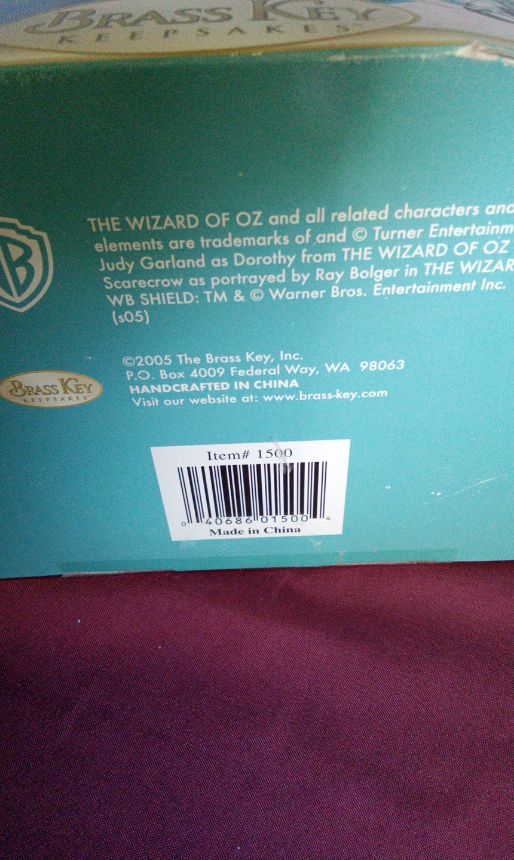 BRASS KEY
KEEPSAKES
THE WIZARD OF OZ and all related characters and
elements are trademarks of and © Turner Entertainm
Judy Garland as Dorothy from THE WIZARD OF OZ
Scarecrow as portrayed by Ray Bolger in THE WIZAR
WB SHIELD: TM & © Warner Bros. Entertainment Inc.
(s05)
WB
©2005 The Brass Key, Inc.
P.O. Box 4009 Federal Way, WA 98063
HANDCRAFTED IN CHINA
Visit our website at: www.brass-key.com
BRASS KEY
KEEPSAKES
Item# 1500
0 40686 01500 4
Made in China